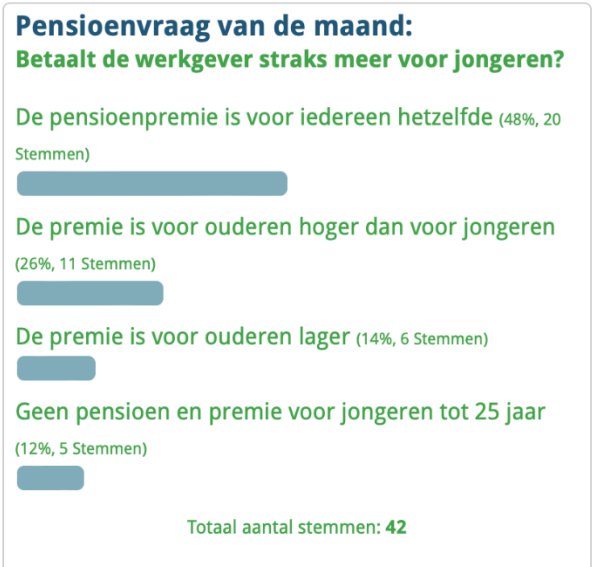 Pensioenvraag van de maand:
Betaalt de werkgever straks meer voor jongeren?
De pensioenpremie is voor iedereen hetzelfde (48%, 20
Stemmen)
De premie is voor ouderen hoger dan voor jongeren
(26%, 11 Stemmen)
De premie is voor ouderen lager (14%, 6 Stemmen)
Geen pensioen en premie voor jongeren tot 25 jaar
(12%, 5 Stemmen)
Totaal aantal stemmen: 42